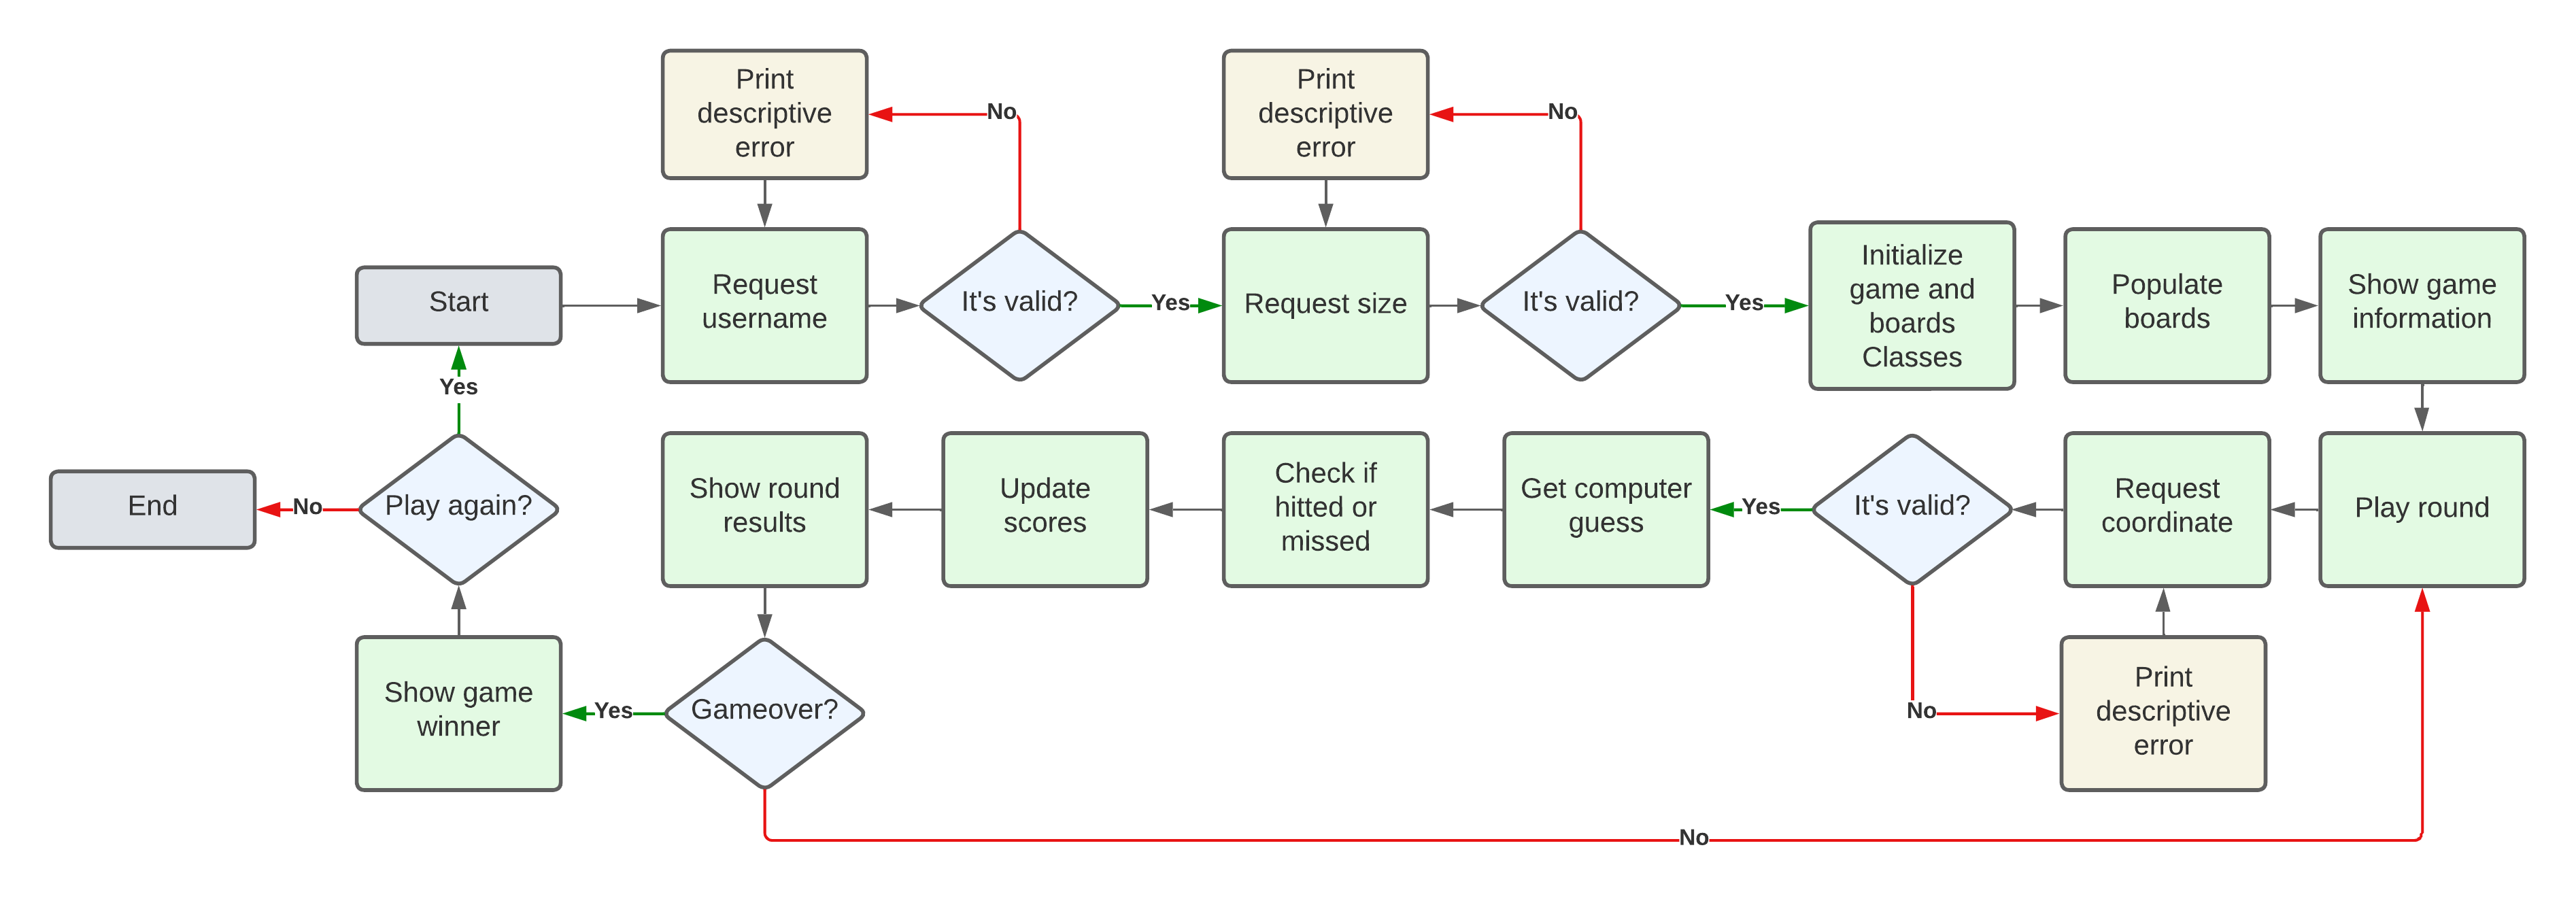 Print
descriptive
error
No
Print
descriptive
error
No
Start
Request
username
It's valid?
Yes
Request size
It's valid?
Yes
Initialize
game and
boards
Classes
Populate
boards
Show game
information
Yes
End
No
Play again?
Show round
results
Update
scores
Check if
hitted or
missed
Get computer
guess
Yes
It's valid?
Request
coordinate
Play round
Show game
winner
Yes
Gameover?
No
Print
descriptive
error
No